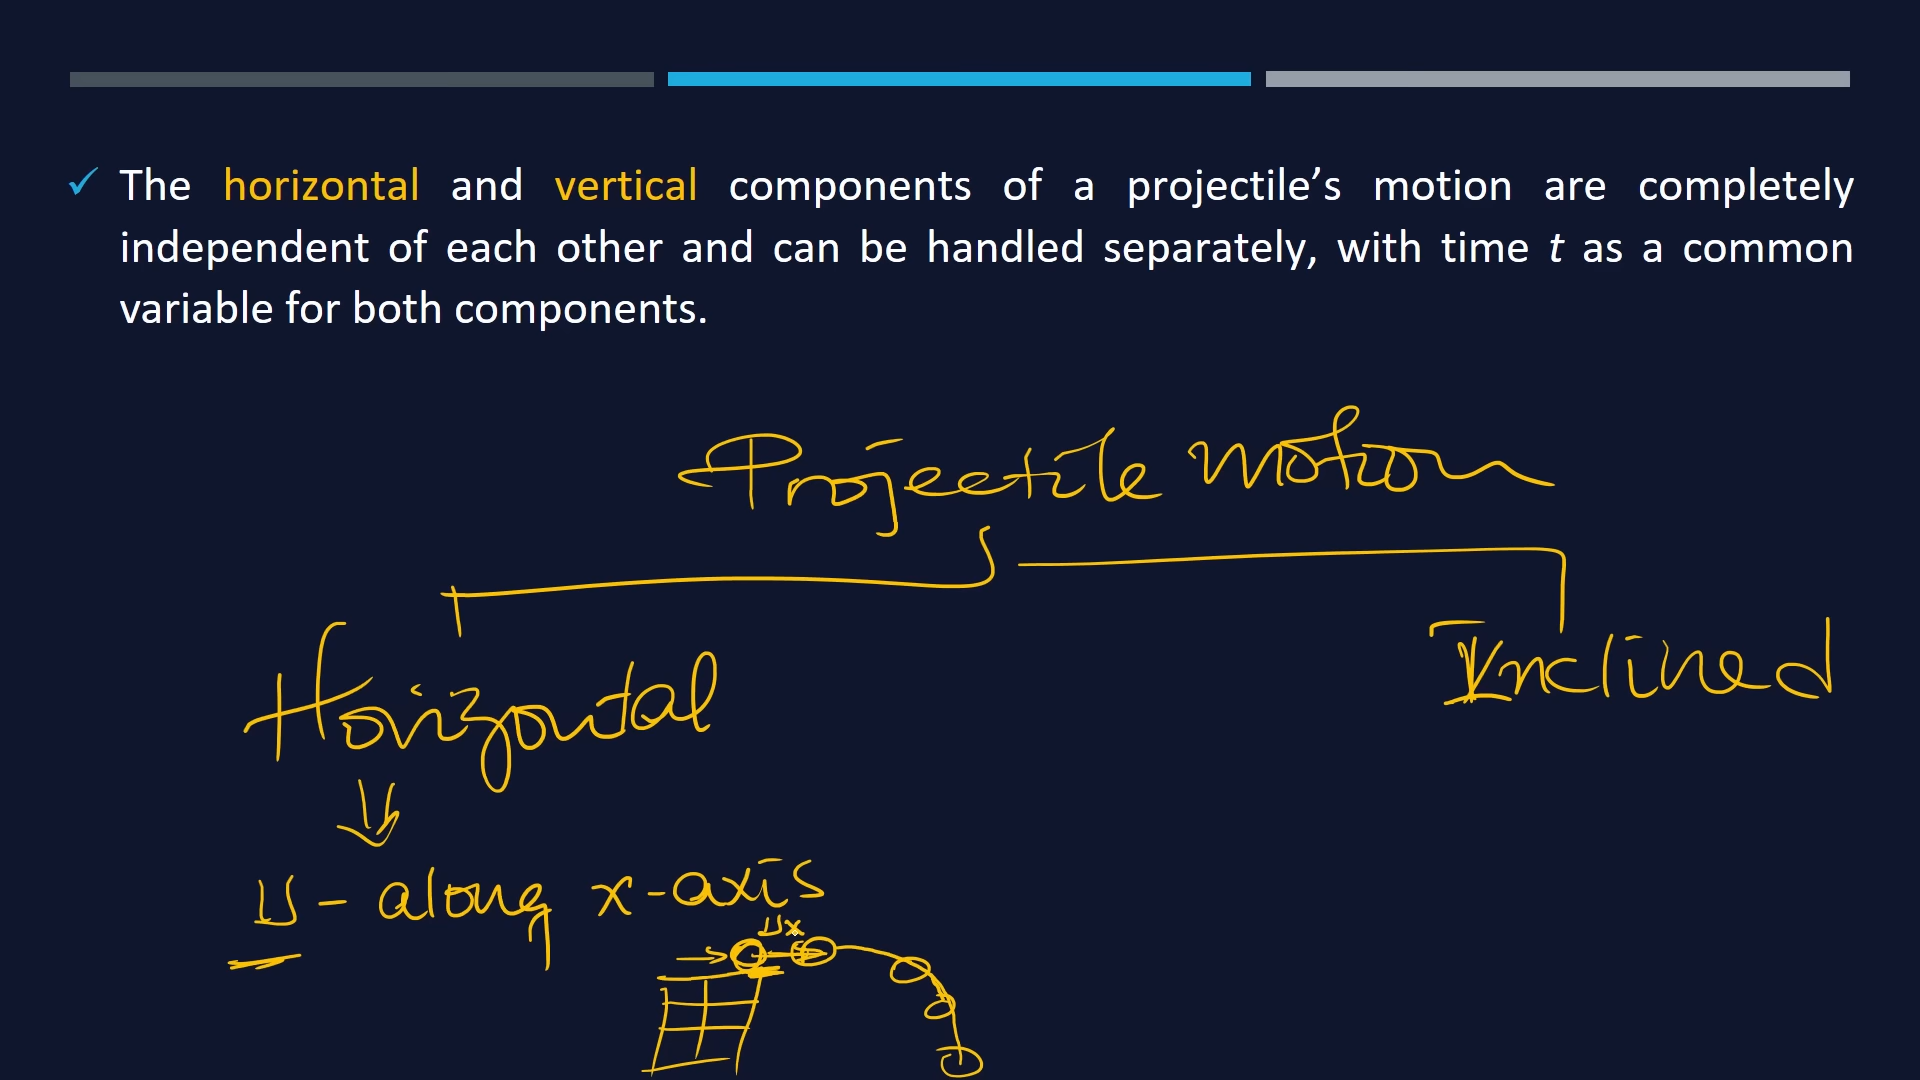 ✓ The horizontal and vertical components of a projectile’s motion are completely
independent of each other and can be handled separately, with time t as a common
variable for both components.
Projectile motion
Horizontal
Inclined
U - along x-axis
Ux